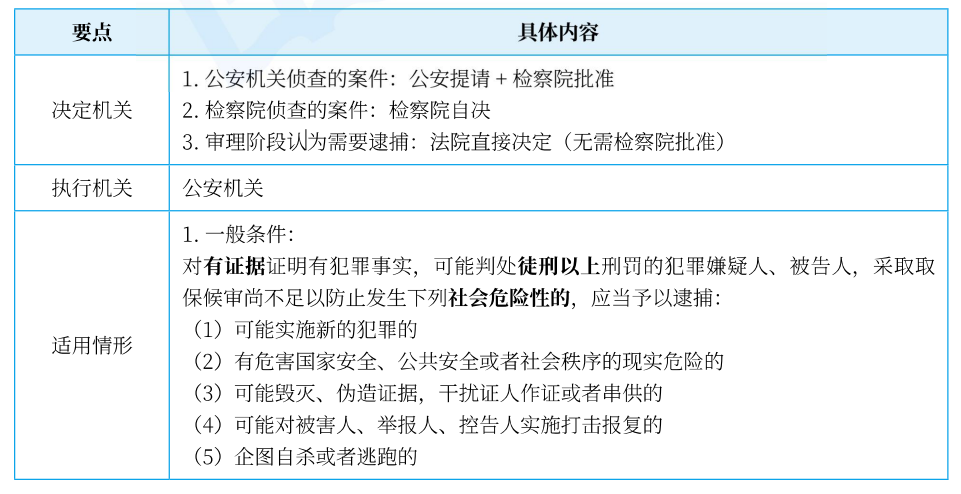 要点 具体内容
决定机关
1. 公安机关侦查的案件：公安提请 + 检察院批准
2. 检察院侦查的案件：检察院自决
3. 审理阶段认为需要逮捕：法院直接决定（无需检察院批准）
执行机关 公安机关
适用情形
1. 一般条件：
对有证据证明有犯罪事实，可能判处徒刑以上刑罚的犯罪嫌疑人、被告人，采取取
保候审尚不足以防止发生下列社会危险性的，应当予以逮捕：
（1）可能实施新的犯罪的
（2）有危害国家安全、公共安全或者社会秩序的现实危险的
（3）可能毁灭、伪造证据，干扰证人作证或者串供的
（4）可能对被害人、举报人、控告人实施打击报复的
（5）企图自杀或者逃跑的